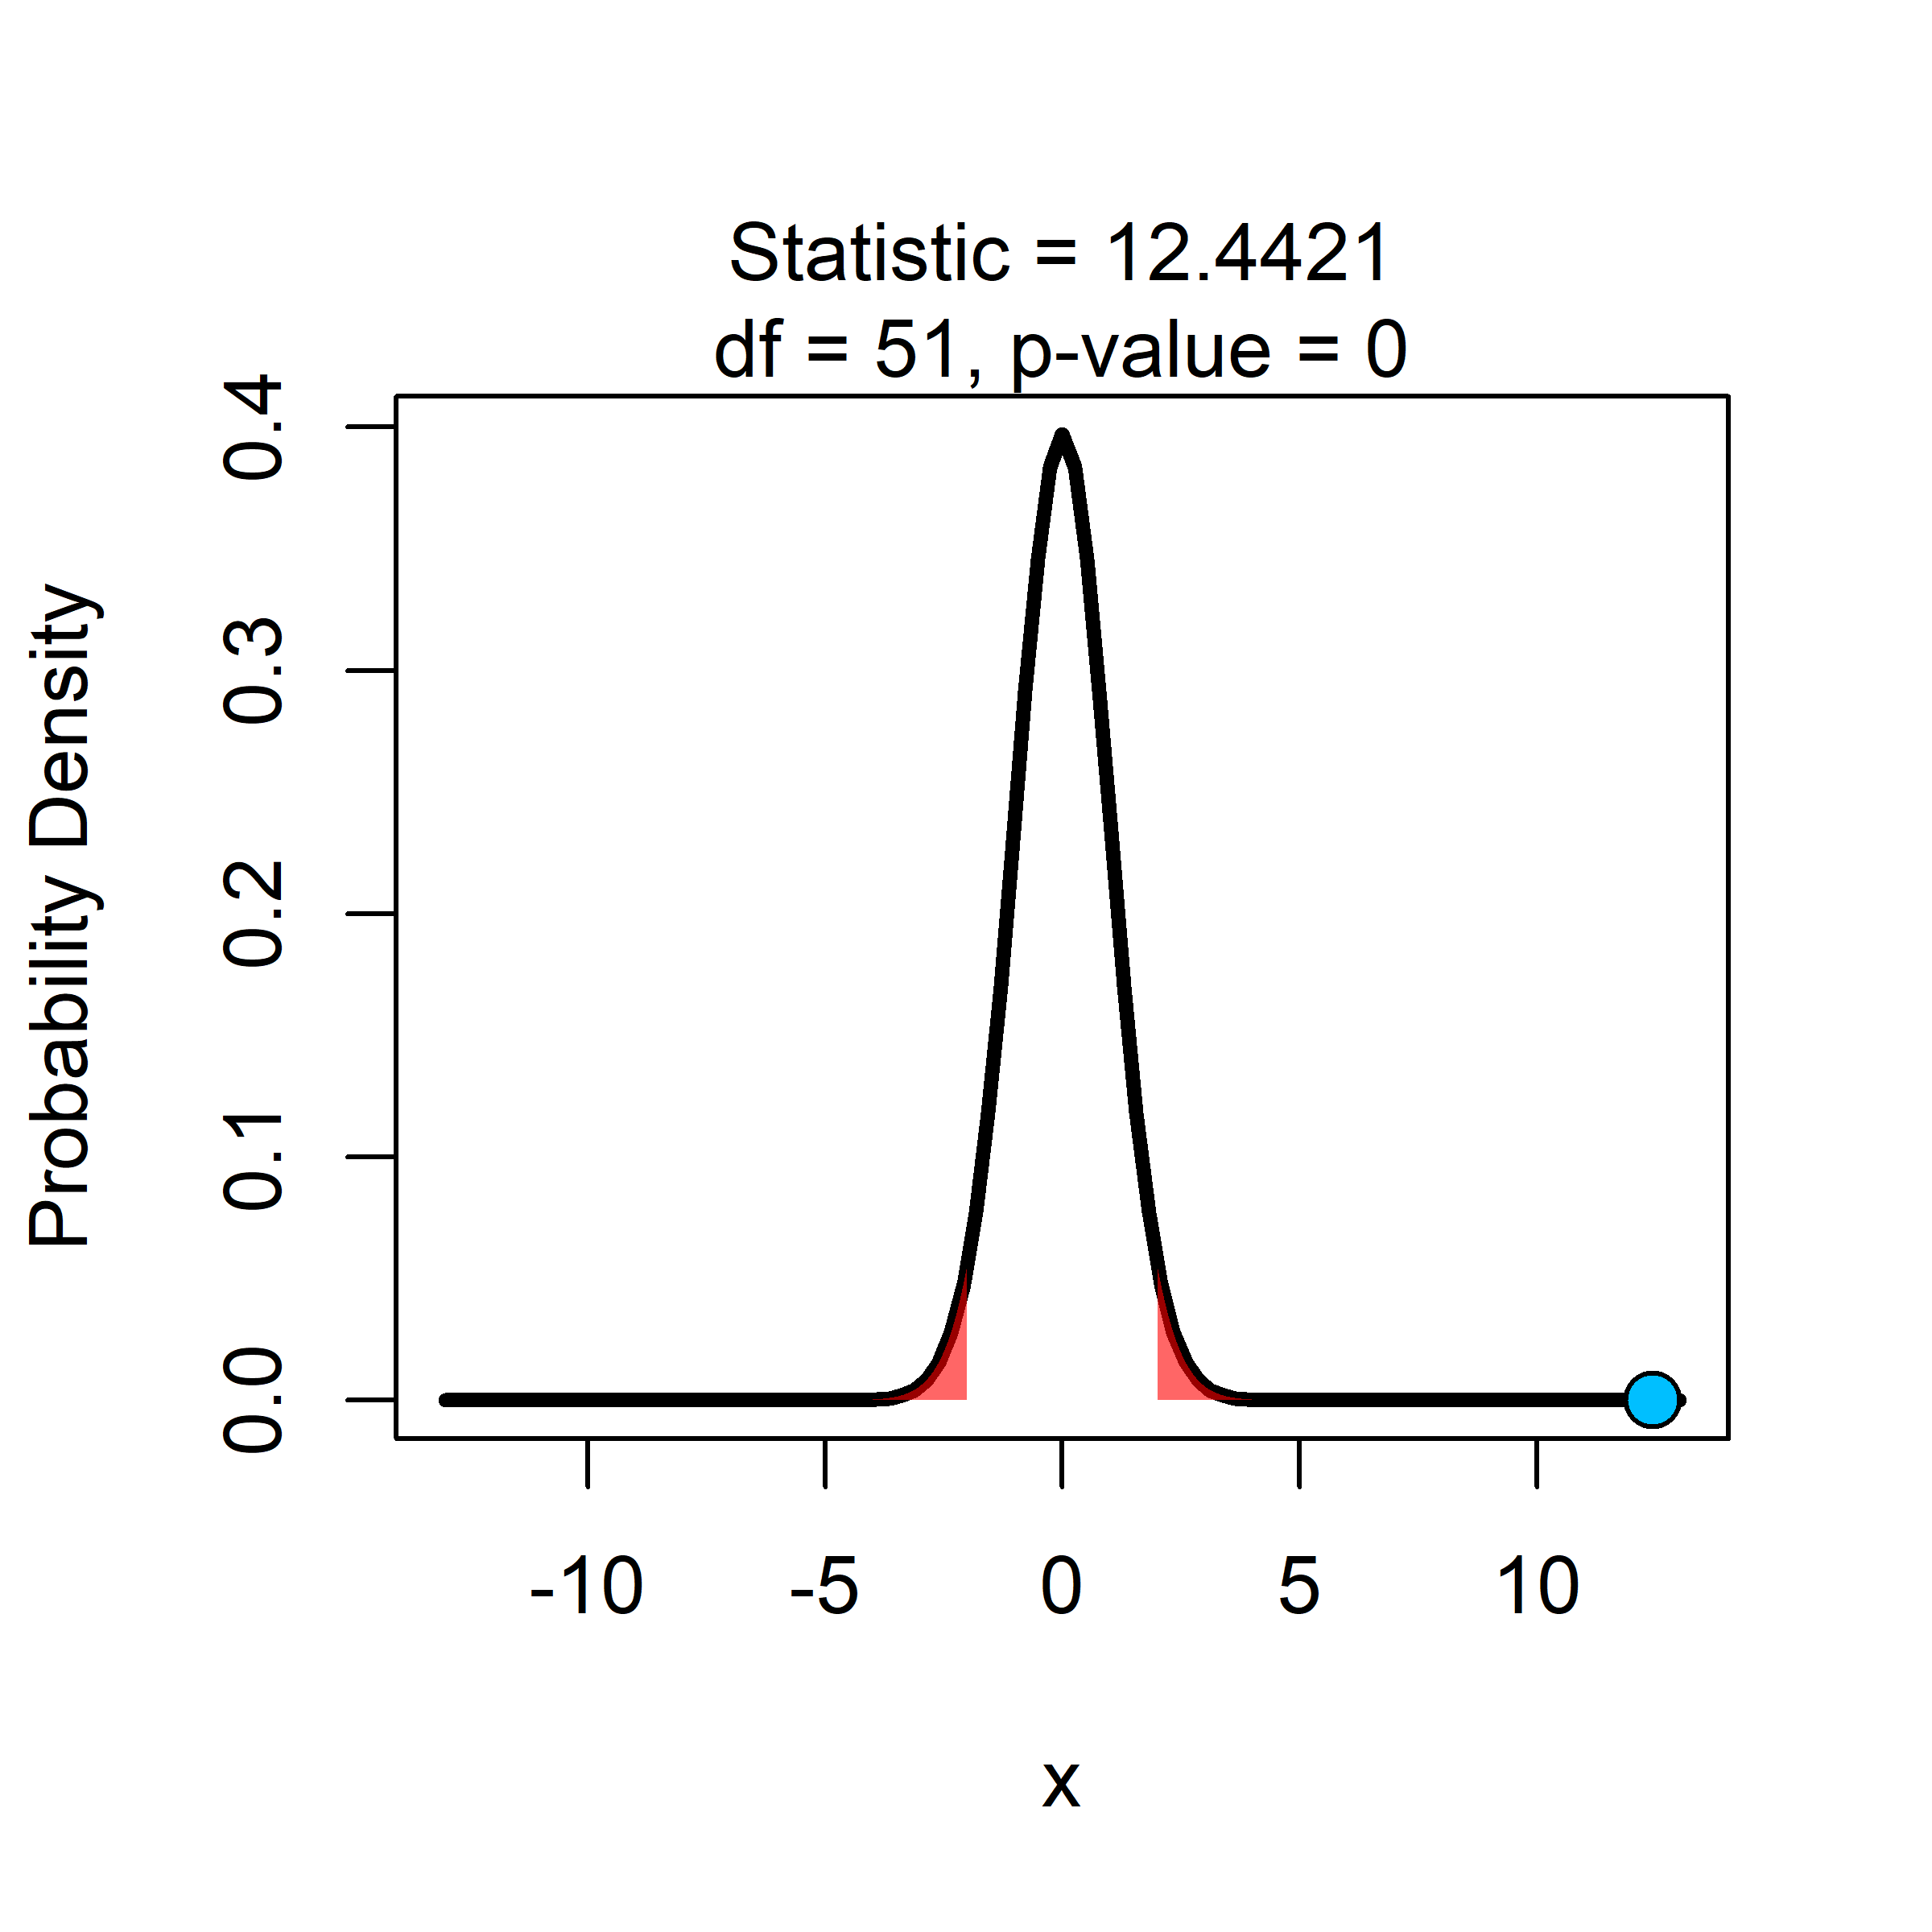 Statistic = 12.4421
df = 51, p-value = 0
Probability Density
0.4
0.3
0.2
0.1
0.0
-10 -5 0 5 10
x